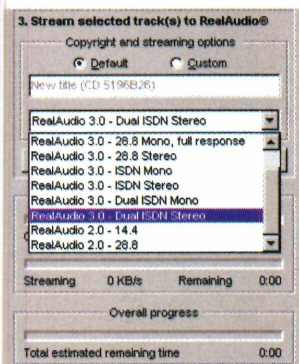 3. Stream selected track(s) to RealAudio®
Copyright and streaming options
Default Custom
New title (CD 5196B26)
RealAudio 3.0 - Dual ISDN Stereo
RealAudio 3.0 - 28.8 Mono, full response
RealAudio 3.0 - 28.8 Stereo
RealAudio 3.0 - ISDN Mono
RealAudio 3.0 - ISDN Stereo
RealAudio 3.0 - Dual ISDN Mono
RealAudio 3.0 - Dual ISDN Stereo
RealAudio 2.0 - 14.4
RealAudio 2.0 - 28.8
Streaming 0 KB/s Remaining 0:00
Overall progress
Total estimated remaining time 0:00